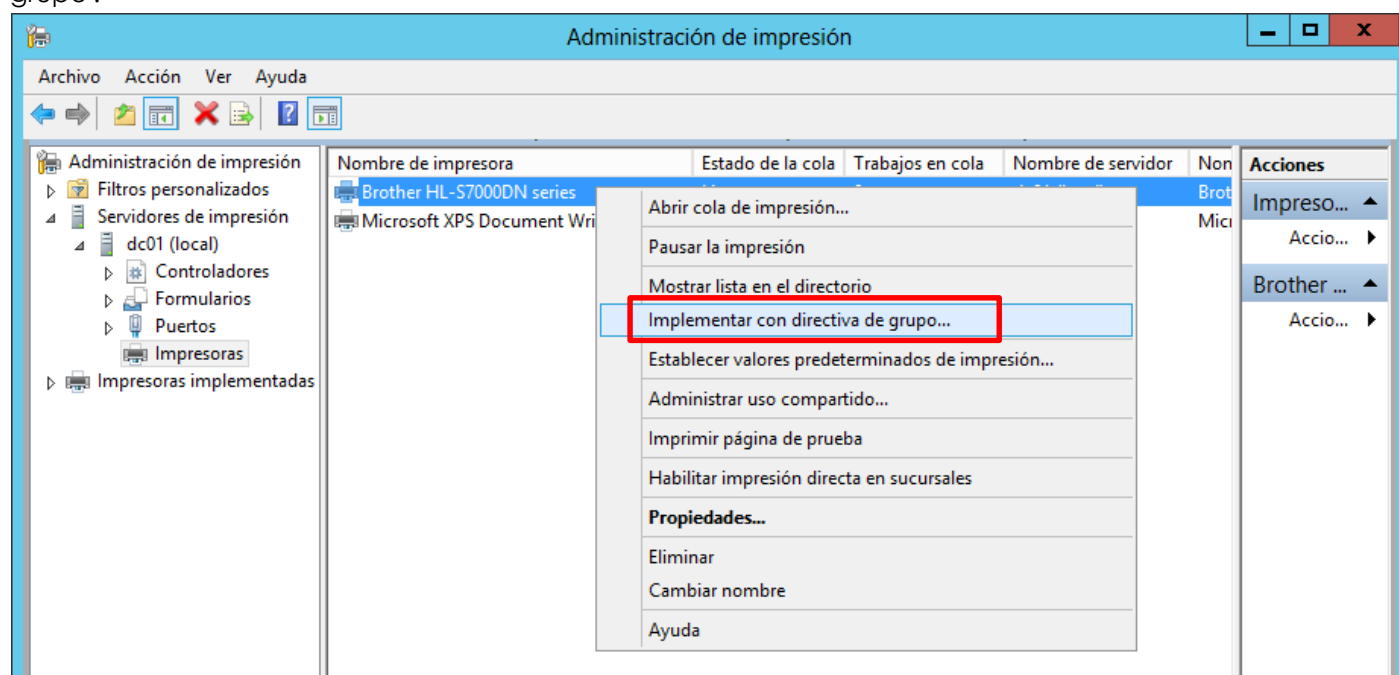 grupo".
Administración de impresión
Archivo Acción Ver Ayuda
Administración de impresión
Filtros personalizados
Servidores de impresión
dc01 (local)
Controladores
Formularios
Puertos
Impresoras
Impresoras implementadas
Nombre de impresora Estado de la cola Trabajos en cola Nombre de servidor Non
Brother HL-S7000DN series Brot
Microsoft XPS Document Wri Micr
Abrir cola de impresión...
Pausar la impresión
Mostrar lista en el directorio
Implementar con directiva de grupo...
Establecer valores predeterminados de impresión...
Administrar uso compartido...
Imprimir página de prueba
Habilitar impresión directa en sucursales
Propiedades...
Eliminar
Cambiar nombre
Ayuda
Acciones
Impreso...
Accio...
Brother ...
Accio...